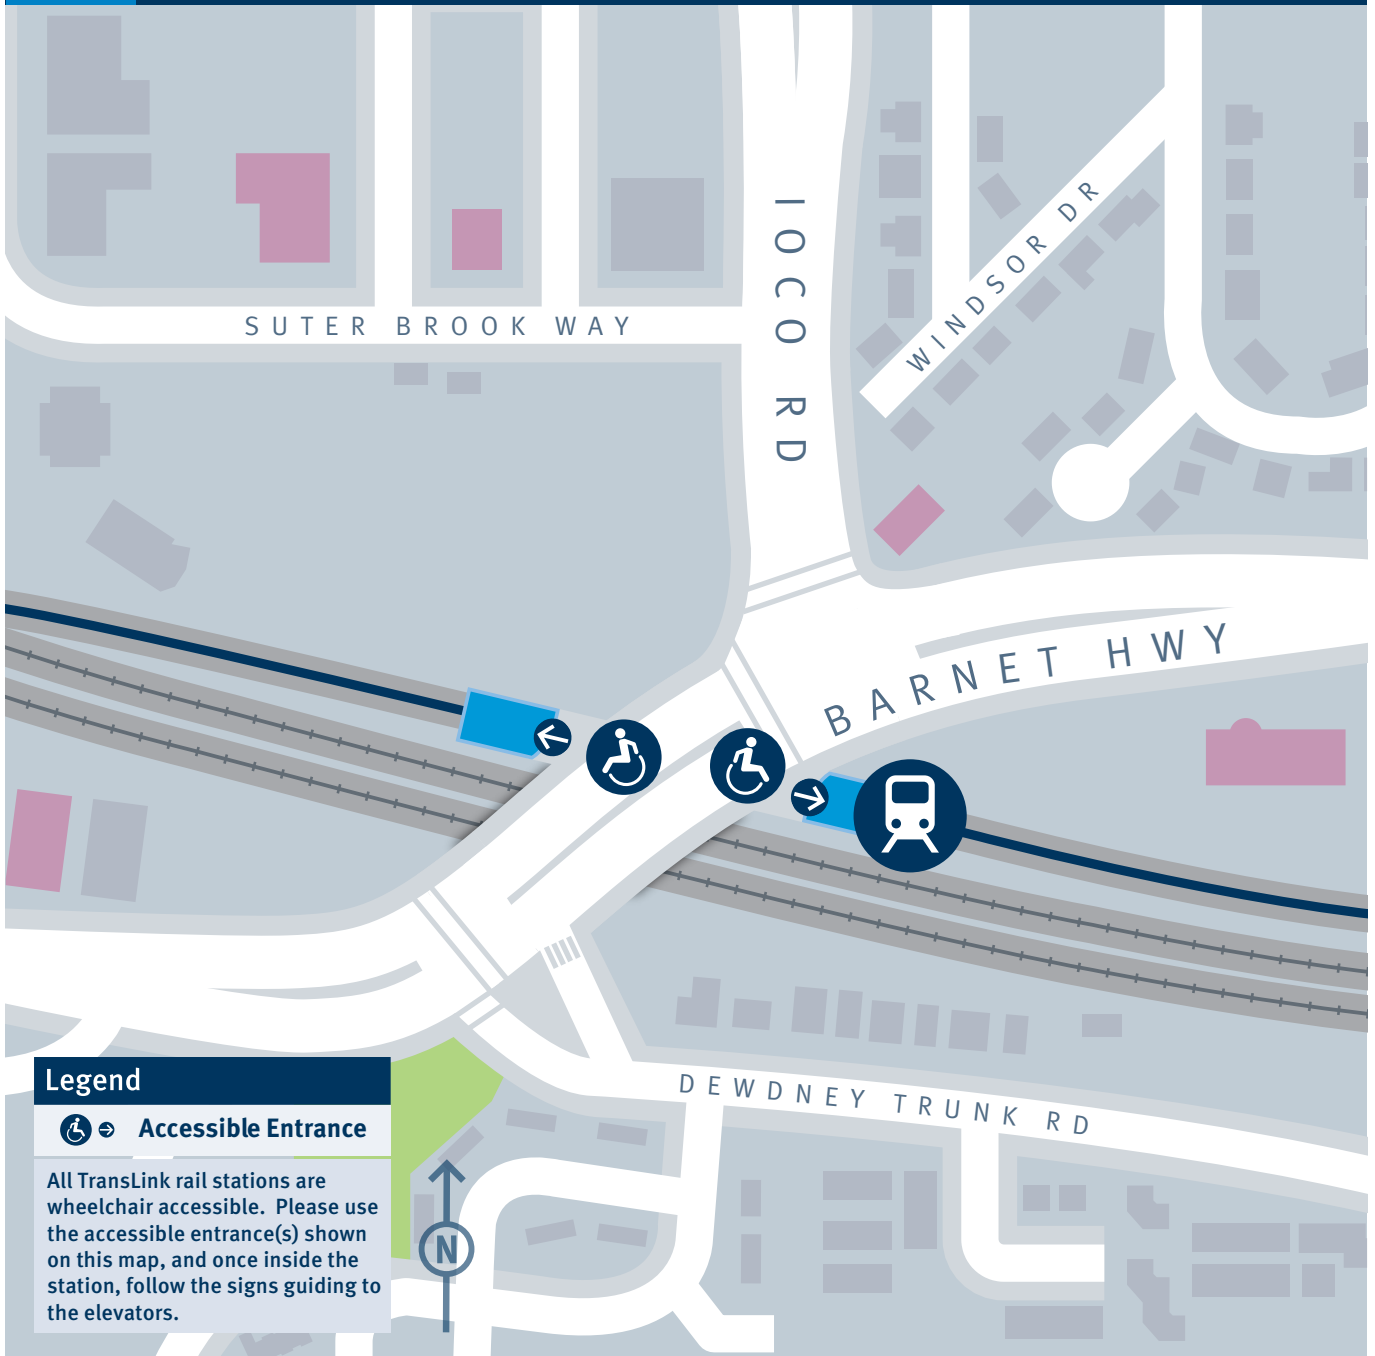 IOCO RD
WINDSOR DR
SUTER BROOK WAY
BARNET HWY
DEWDNEY TRUNK RD
Legend
Accessible Entrance
All TransLink rail stations are
wheelchair accessible. Please use
the accessible entrance(s) shown
on this map, and once inside the
station, follow the signs guiding to
the elevators.
N